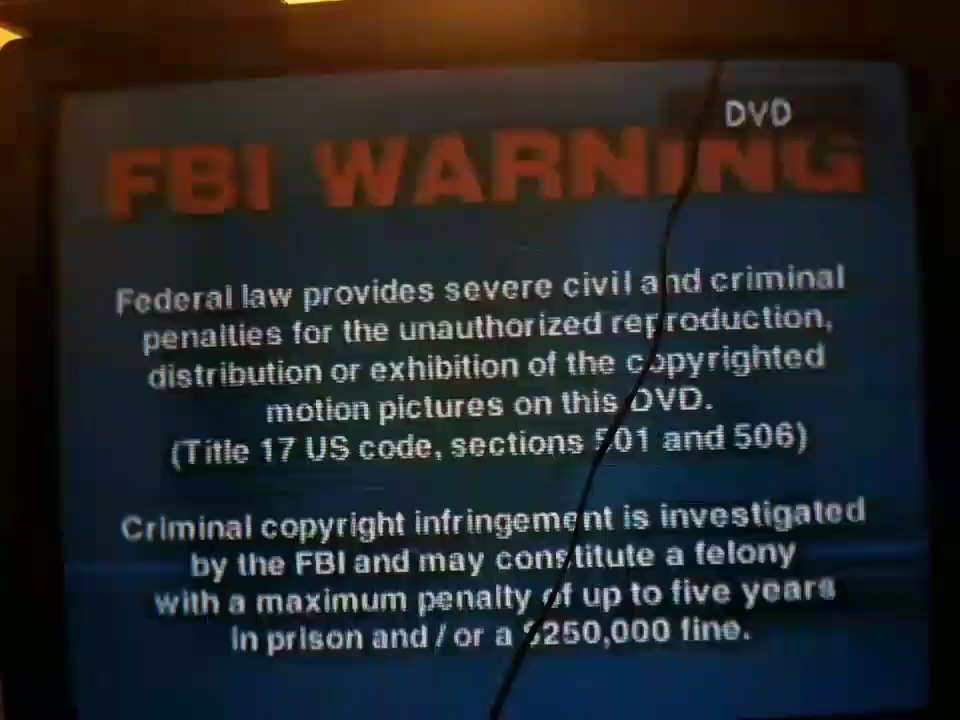 DVD
FBI WARNING
Federal law provides severe civil and criminal
penalties for the unauthorized reproduction,
distribution or exhibition of the copyrighted
motion pictures on this DVD.
(Title 17 US code, sections 501 and 506)
Criminal copyright infringement is investigated
by the FBI and may constitute a felony
with a maximum penalty of up to five years
in prison and / or a $250,000 fine.